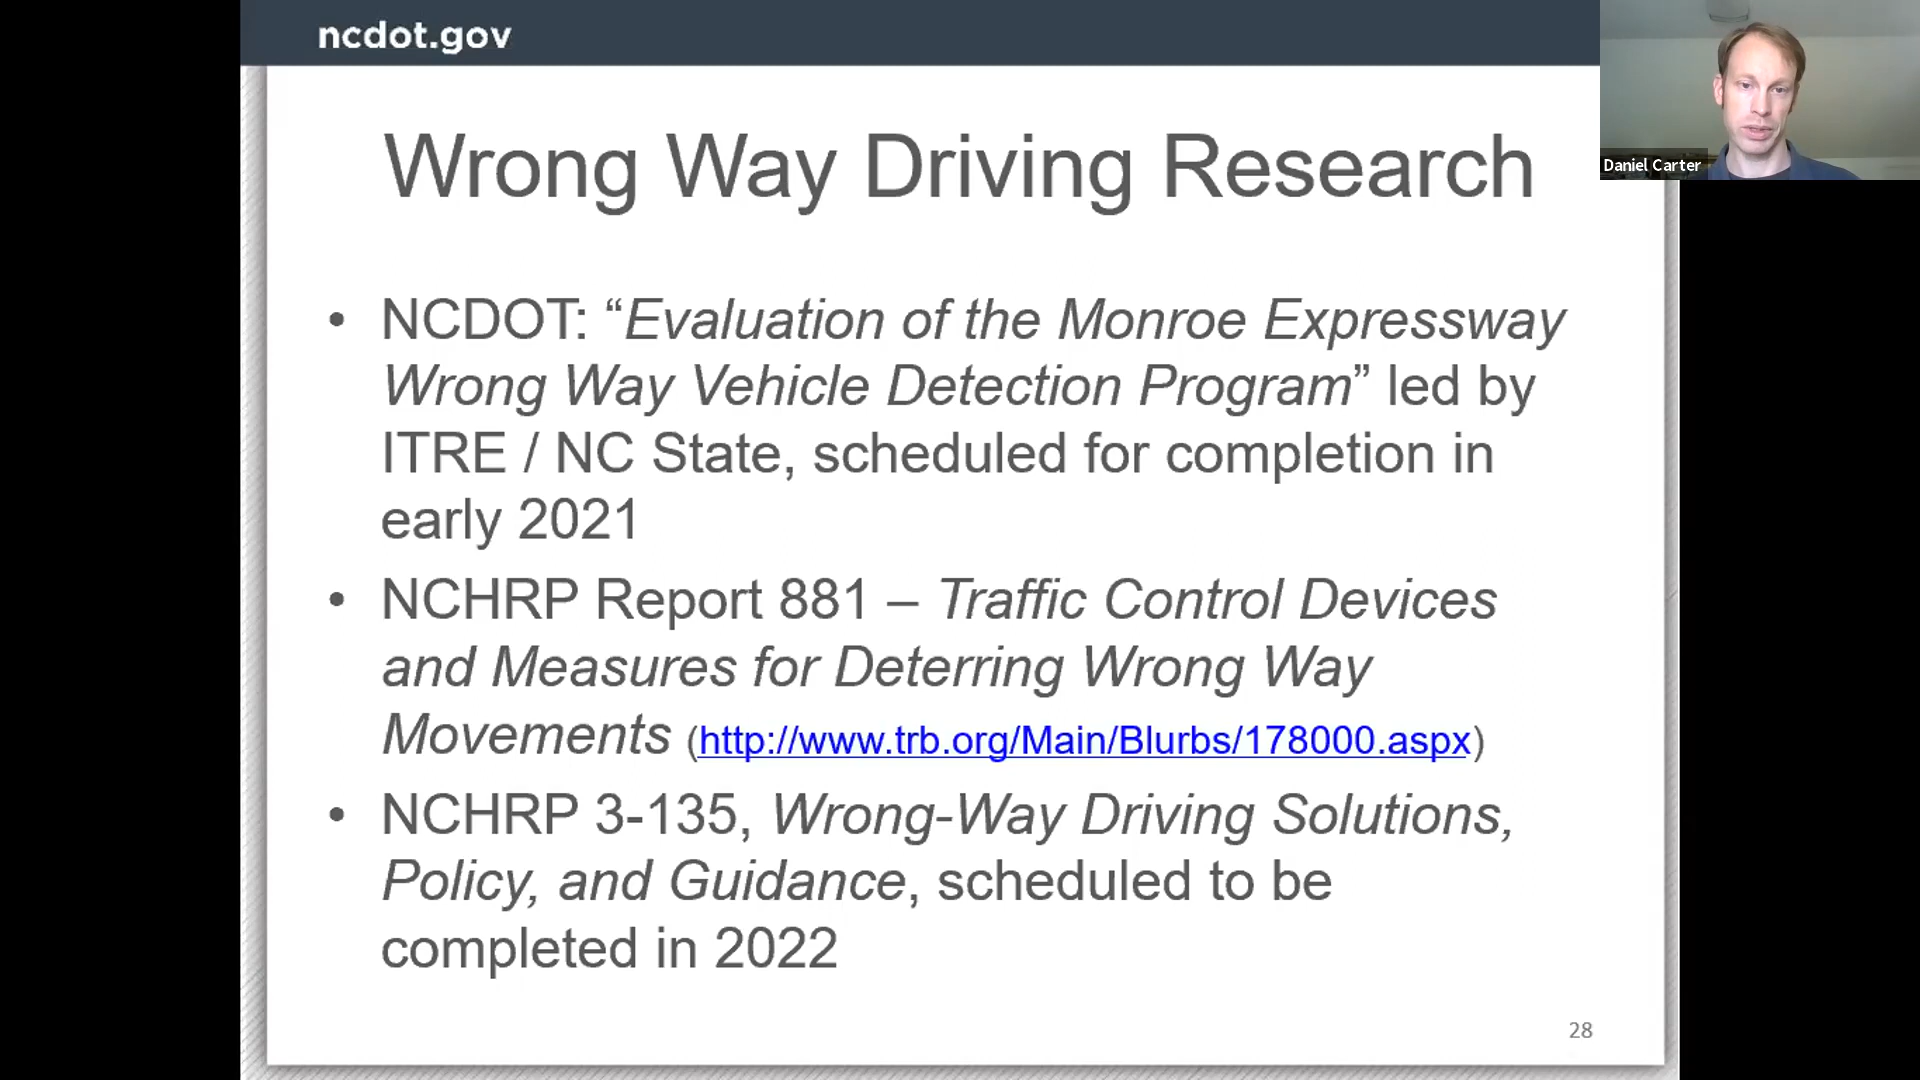 ncdot.gov
Daniel Carter
Wrong Way Driving Research
• NCDOT: “Evaluation of the Monroe Expressway
Wrong Way Vehicle Detection Program” led by
ITRE / NC State, scheduled for completion in
early 2021
• NCHRP Report 881 – Traffic Control Devices
and Measures for Deterring Wrong Way
Movements (http://www.trb.org/Main/Blurbs/178000.aspx)
• NCHRP 3-135, Wrong-Way Driving Solutions,
Policy, and Guidance, scheduled to be
completed in 2022
28